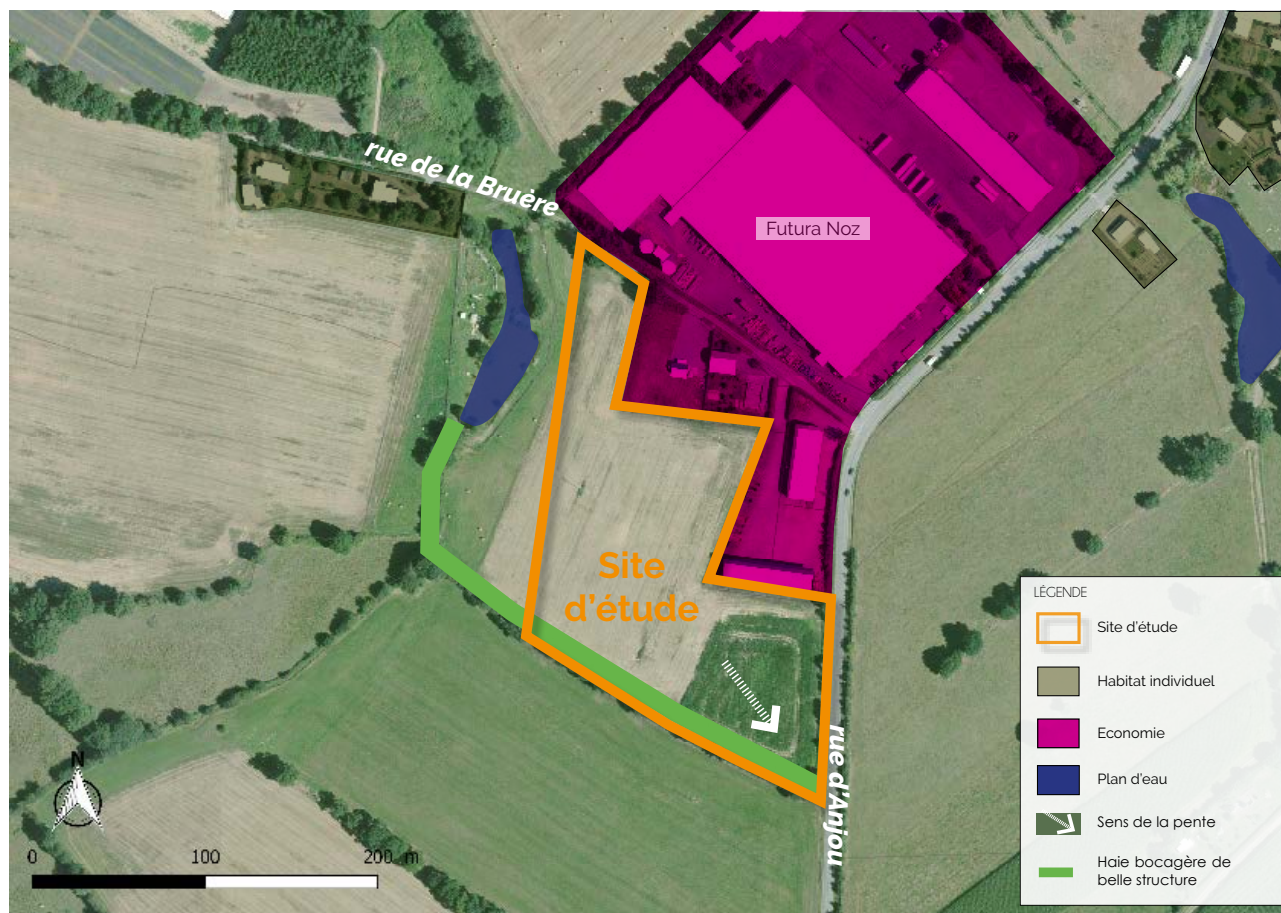 rue de la Bruère
Futura Noz
Site
d'étude
rue d'Anjou
N
0 100 200 m
LÉGENDE
Site d'étude
Habitat individuel
Economie
Plan d'eau
Sens de la pente
Haie bocagère de
belle structure